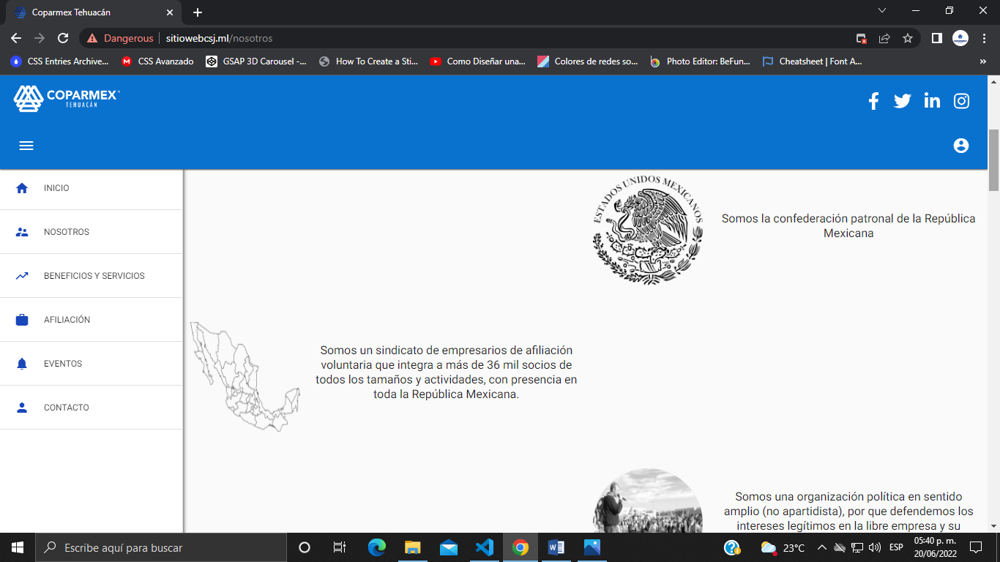 Coparmex Tehuacán
Dangerous
sitiowebcsj.ml/nosotros
CSS Entries Archive...
CSS Avanzado
GSAP 3D Carousel -...
How To Create a Sti...
Como Diseñar una...
Colores de redes so...
Photo Editor: BeFun...
Cheatsheet | Font A...
»
COPARMEX
TEHUACÁN
INICIO
NOSOTROS
BENEFICIOS Y SERVICIOS
AFILIACIÓN
EVENTOS
CONTACTO
ESTADOS UNIDOS MEXICANOS
Somos la confederación patronal de la República
Mexicana
Somos un sindicato de empresarios de afiliación
voluntaria que integra a más de 36 mil socios de
todos los tamaños y actividades, con presencia en
toda la República Mexicana.
Somos una organización política en sentido
amplio (no apartidista), por que defendemos los
intereses legítimos en la libre empresa y su
Escribe aquí para buscar
23°C
ESP
05:40 p. m.
20/06/2022